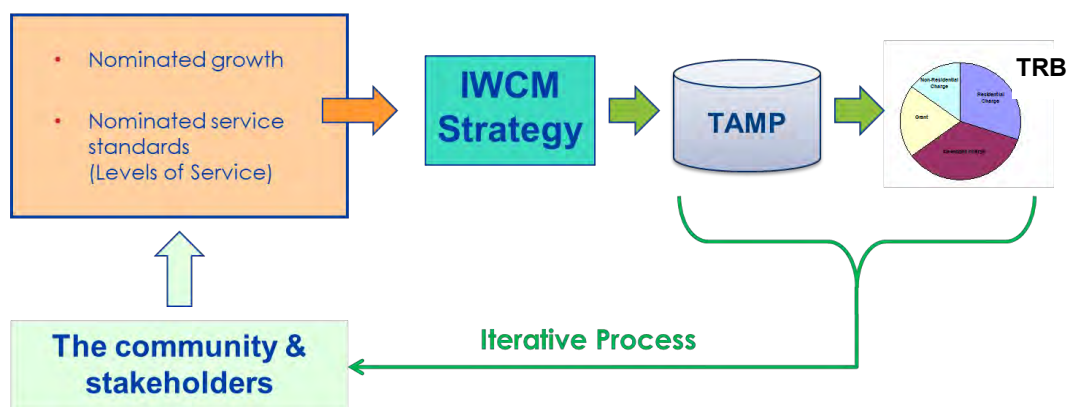 • Nominated growth
• Nominated service
standards
(Levels of Service)
IWCM
Strategy
TAMP
TRB
Non-Residential
Charge
Residential
Charge
Grant
Iterative Process
The community &
stakeholders